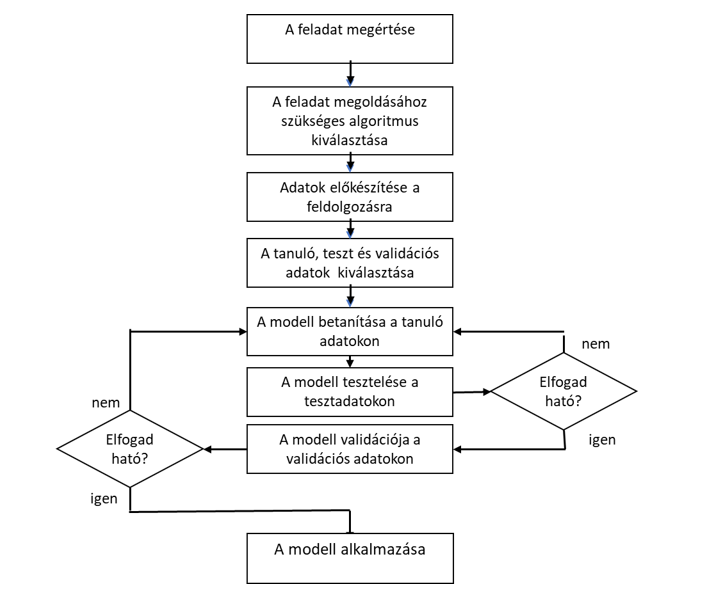 A feladat megértése
A feladat megoldásához
szükséges algoritmus
kiválasztása
Adatok előkészítése a
feldolgozásra
A tanuló, teszt és validációs
adatok kiválasztása
A modell betanítása a tanuló
adatokon
nem
A modell tesztelése a
tesztadatokon
Elfogad
ható?
igen
nem
A modell validációja a
validációs adatokon
Elfogad
ható?
igen
A modell alkalmazása